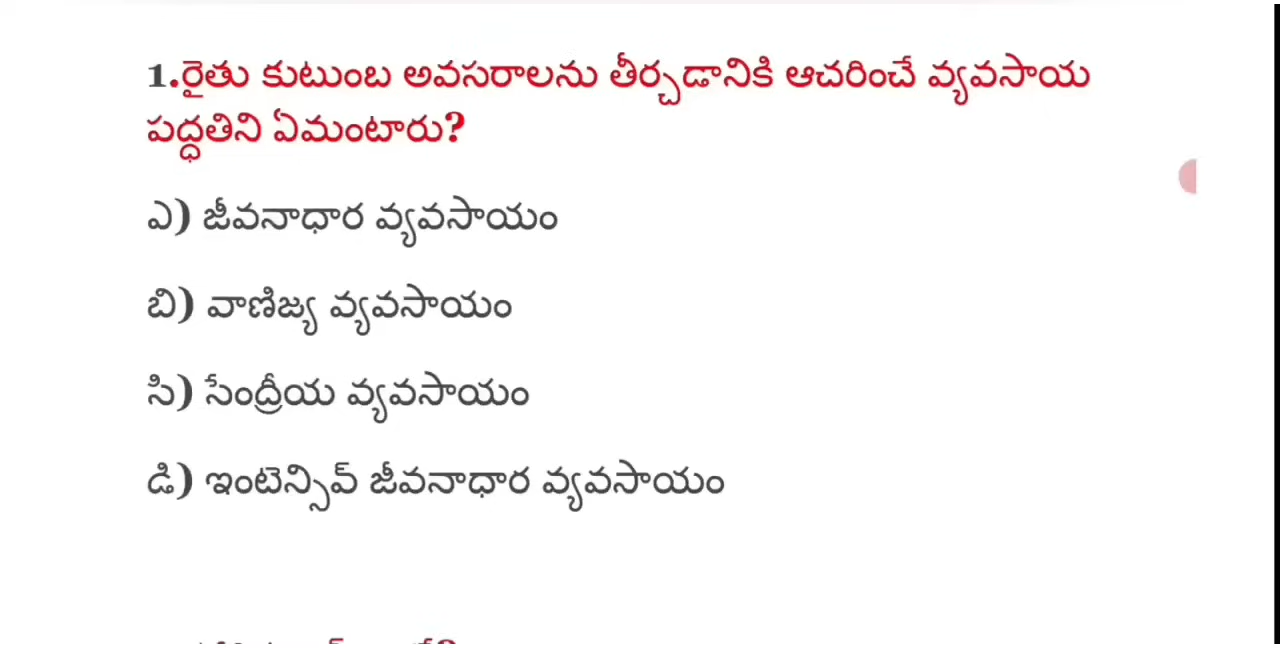 1.రైతు కుటుంబ అవసరాలను తీర్చడానికి ఆచరించే వ్యవసాయ
పద్ధతిని ఏమంటారు?
ఎ) జీవనాధార వ్యవసాయం
బి) వాణిజ్య వ్యవసాయం
సి) సేంద్రీయ వ్యవసాయం
డి) ఇంటెన్సివ్ జీవనాధార వ్యవసాయం